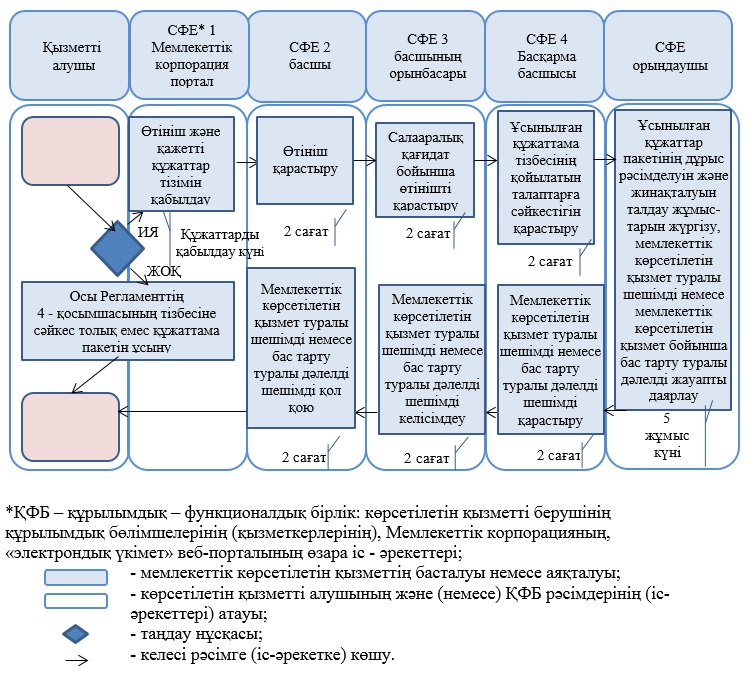 Қызметті
алушы
СФЕ* 1
Мемлекеттік
корпорация
портал
СФЕ 2
басшы
СФЕ 3
басшының
орынбасары
СФЕ 4
Басқарма
басшысы
СФЕ
орындаушы
Өтініш және
қажетті
құжаттар
тізімін
қабылдау
Өтініш
қарастыру
Салааралық
қағидат
бойынша
өтінішті
қарастыру
Ұсынылған
құжаттама
тізбесінің
қойылатын
талаптарға
сәйкестігін
қарастыру
Ұсынылған
құжаттар
пакетінің дұрыс
рәсімделуін және
жинақталуын
талдау жұмыс-
тарын жүргізу,
мемлекеттік
көрсетілетін
қызмет туралы
шешімді немесе
мемлекеттік
көрсетілетін
қызмет бойынша
бас тарту туралы
дәлелді жауапты
даярлау
ИЯ
Құжаттарды
қабылдау күні
2 сағат
2 сағат
2 сағат
ЖОҚ
Осы Регламенттің
4 - қосымшасының тізбесіне
сәйкес толық емес құжаттама
пакетін ұсыну
Мемлекеттік
көрсетілетін
қызмет туралы
шешімді немесе
бас тарту
туралы дәлелді
шешімді қол
қою
Мемлекеттік
көрсетілетін
қызмет туралы
шешімді немесе
бас тарту
туралы дәлелді
шешімді
келісімдеу
Мемлекеттік
көрсетілетін
қызмет туралы
шешімді немесе
бас тарту
туралы дәлелді
шешімді
қарастыру
2 сағат
2 сағат
2 сағат
5
жұмыс
күні
*ҚФБ – құрылымдық – функционалдық бірлік: көрсетілетін қызметті берушінің
құрылымдық бөлімшелерінің (қызметкерлерінің), Мемлекеттік корпорацияның,
«электрондық үкімет» веб-порталының өзара іс - әрекеттері;
- мемлекеттік көрсетілетін қызметтің басталуы немесе аяқталуы;
- көрсетілетін қызметті алушының және (немесе) ҚФБ рәсімдерінің (іс-
әрекеттері) атауы;
- таңдау нұсқасы;
- келесі рәсімге (іс-әрекетке) көшу.